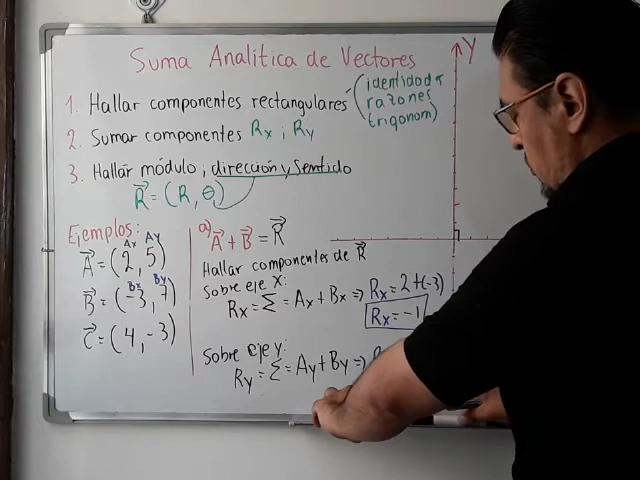 Suma Analítica de Vectores
1. Hallar componentes rectangulares
(identidades
razones
trigonom)
2. Sumar componentes Rx ; Ry
3. Hallar módulo ; dirección y sentido
R = (R, θ)
Y
Ejemplos:
Ax Ay
A = (2, 5)
Bx By
B = (-3, 7)
C = (4, -3)
a) A + B = R
Hallar componentes de R
Sobre eje X:
Rx = Σ = Ax + Bx ⇒ Rx = 2 + (-3)
Rx = -1
Sobre eje Y:
Ry = Σ = Ay + By ⇒